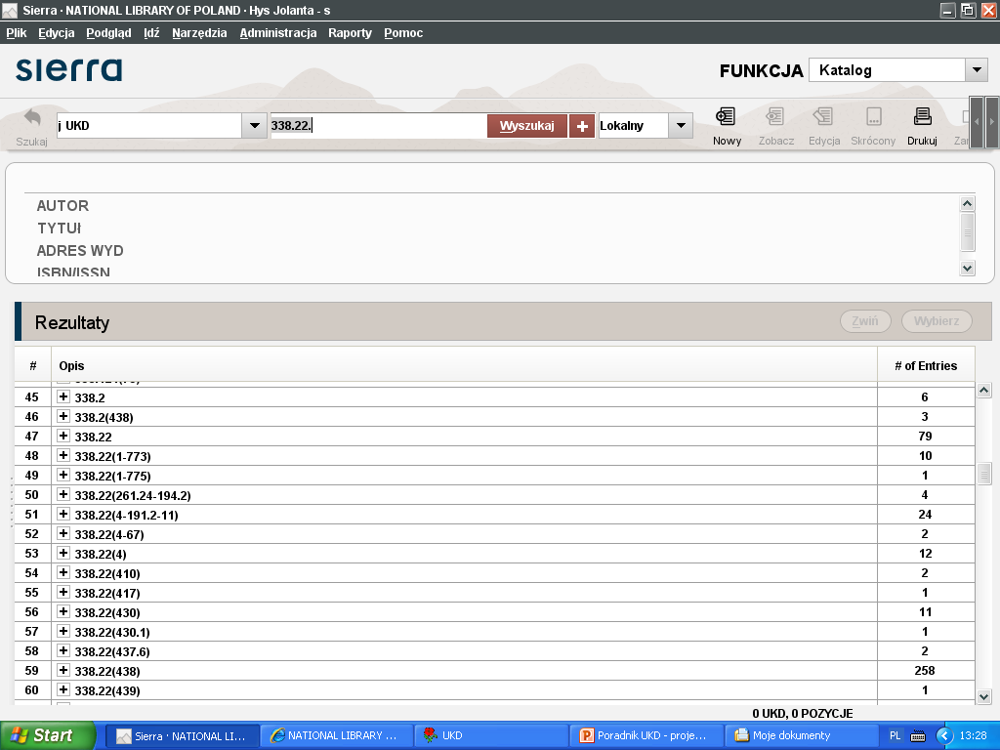 Sierra · NATIONAL LIBRARY OF POLAND · Hys Jolanta - s
Plik Edycja Podgląd Idź Narzędzia Administracja Raporty Pomoc
sierra
FUNKCJA Katalog
Szukaj
j UKD
338.22.
Wyszukaj +
Lokalny
Nowy Zobacz Edycja Skrócony Drukuj
AUTOR
TYTUł
ADRES WYD
ISBN/ISSN
Rezultaty
Zwiń Wybierz
# Opis # of Entries
45 338.2 6
46 338.2(438) 3
47 338.22 79
48 338.22(1-773) 10
49 338.22(1-775) 1
50 338.22(261.24-194.2) 4
51 338.22(4-191.2-11) 24
52 338.22(4-67) 2
53 338.22(4) 12
54 338.22(410) 2
55 338.22(417) 1
56 338.22(430) 11
57 338.22(430.1) 1
58 338.22(437.6) 2
59 338.22(438) 258
60 338.22(439) 1
0 UKD, 0 POZYCJE
Start
Sierra · NATIONAL LI...
NATIONAL LIBRARY ...
UKD
Poradnik UKD - proje...
Moje dokumenty
PL
13:28